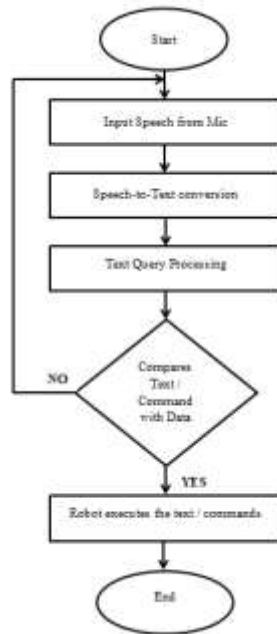 Start
Input Speech from Mic
Speech-to-Text conversion
Text Query Processing
Compares
Text /
Command
with Data
NO
YES
Robot executes the text / commands
End